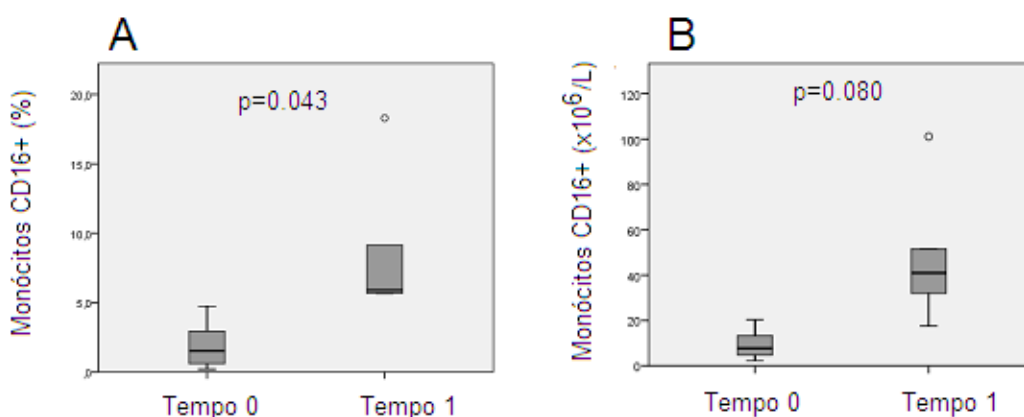 A
Monócitos CD16+ (%)
p=0.043
20,0
15,0
10,0
5,0
,0
Tempo 0
Tempo 1
B
Monócitos CD16+ (x10⁶/L)
p=0.080
120
100
80
60
40
20
0
Tempo 0
Tempo 1